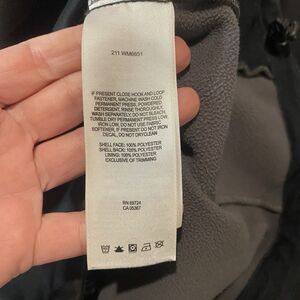 211 WM6651
IF PRESENT CLOSE HOOK AND LOOP
FASTENER, MACHINE WASH COLD
PERMANENT PRESS, POWDERED
DETERGENT, RINSE THOROUGHLY,
WASH SEPARATELY, DO NOT BLEACH,
TUMBLE DRY PERMANENT PRESS LOW,
IRON LOW, DO NOT USE FABRIC
SOFTENER, IF PRESENT DO NOT IRON
DECAL, DO NOT DRYCLEAN
SHELL FACE: 100% POLYESTER
SHELL BACK: 100% POLYESTER
LINING: 100% POLYESTER
EXCLUSIVE OF TRIMMING
RN 69724
CA 05367